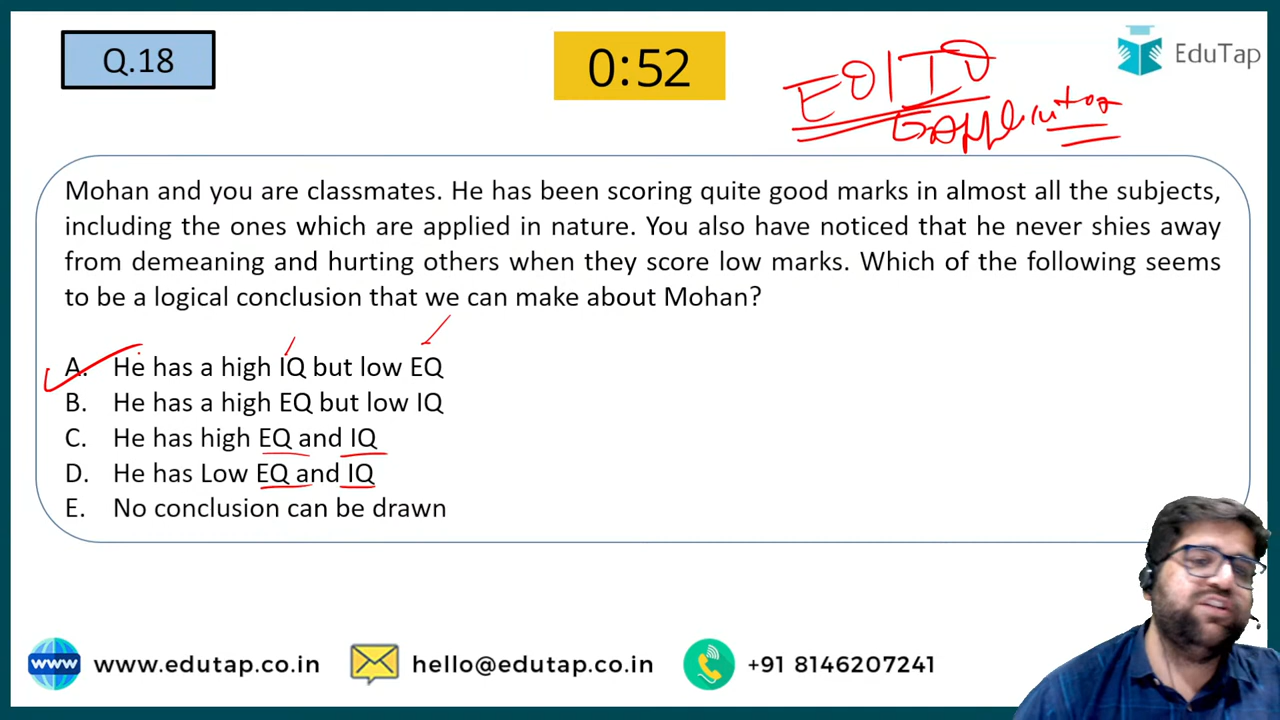 Q.18
0:52
EduTap
Mohan and you are classmates. He has been scoring quite good marks in almost all the subjects,
including the ones which are applied in nature. You also have noticed that he never shies away
from demeaning and hurting others when they score low marks. Which of the following seems
to be a logical conclusion that we can make about Mohan?
A. He has a high IQ but low EQ
B. He has a high EQ but low IQ
C. He has high EQ and IQ
D. He has Low EQ and IQ
E. No conclusion can be drawn
www.edutap.co.in hello@edutap.co.in +91 8146207241